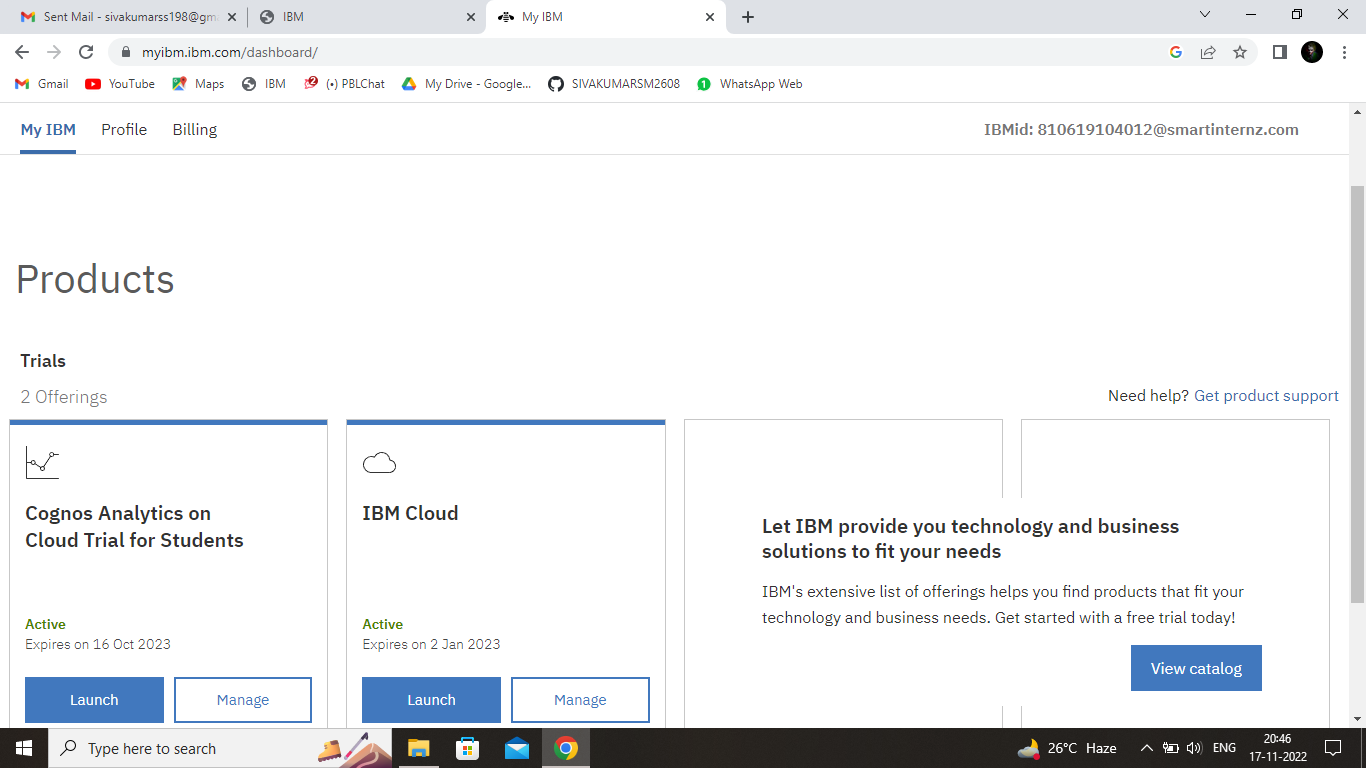 Sent Mail - sivakumarss198@gm
IBM
My IBM
myibm.ibm.com/dashboard/
Gmail
YouTube
Maps
IBM
(•) PBLChat
My Drive - Google...
SIVAKUMARSM2608
WhatsApp Web
My IBM
Profile
Billing
IBMid: 810619104012@smartinternz.com
Products
Trials
2 Offerings
Need help? Get product support
Cognos Analytics on
Cloud Trial for Students
Active
Expires on 16 Oct 2023
Launch
Manage
IBM Cloud
Active
Expires on 2 Jan 2023
Launch
Manage
Let IBM provide you technology and business
solutions to fit your needs
IBM's extensive list of offerings helps you find products that fit your
technology and business needs. Get started with a free trial today!
View catalog
Type here to search
26°C Haze
ENG
20:46
17-11-2022